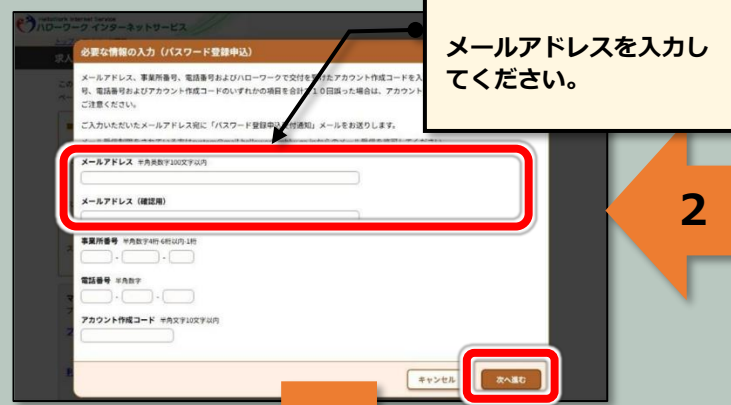 ハローワーク インターネットサービス
必要な情報の入力（パスワード登録申込）
メールアドレスを入力し
てください。
メールアドレス、事業所番号、電話番号およびハローワークで交付を受けたアカウント作成コードを入
号、電話番号およびアカウント作成コードのいずれかの項目を合計で10回誤った場合は、アカウント
ご注意ください。
ご入力いただいたメールアドレス宛に「パスワード登録申込受付通知」メールをお送りします。
メールアドレス 半角英数字100文字以内
メールアドレス（確認用）
2
事業所番号 半角数字4桁-6桁以内-1桁
電話番号 半角数字
アカウント作成コード 半角文字10文字以内
キャンセル
次へ進む